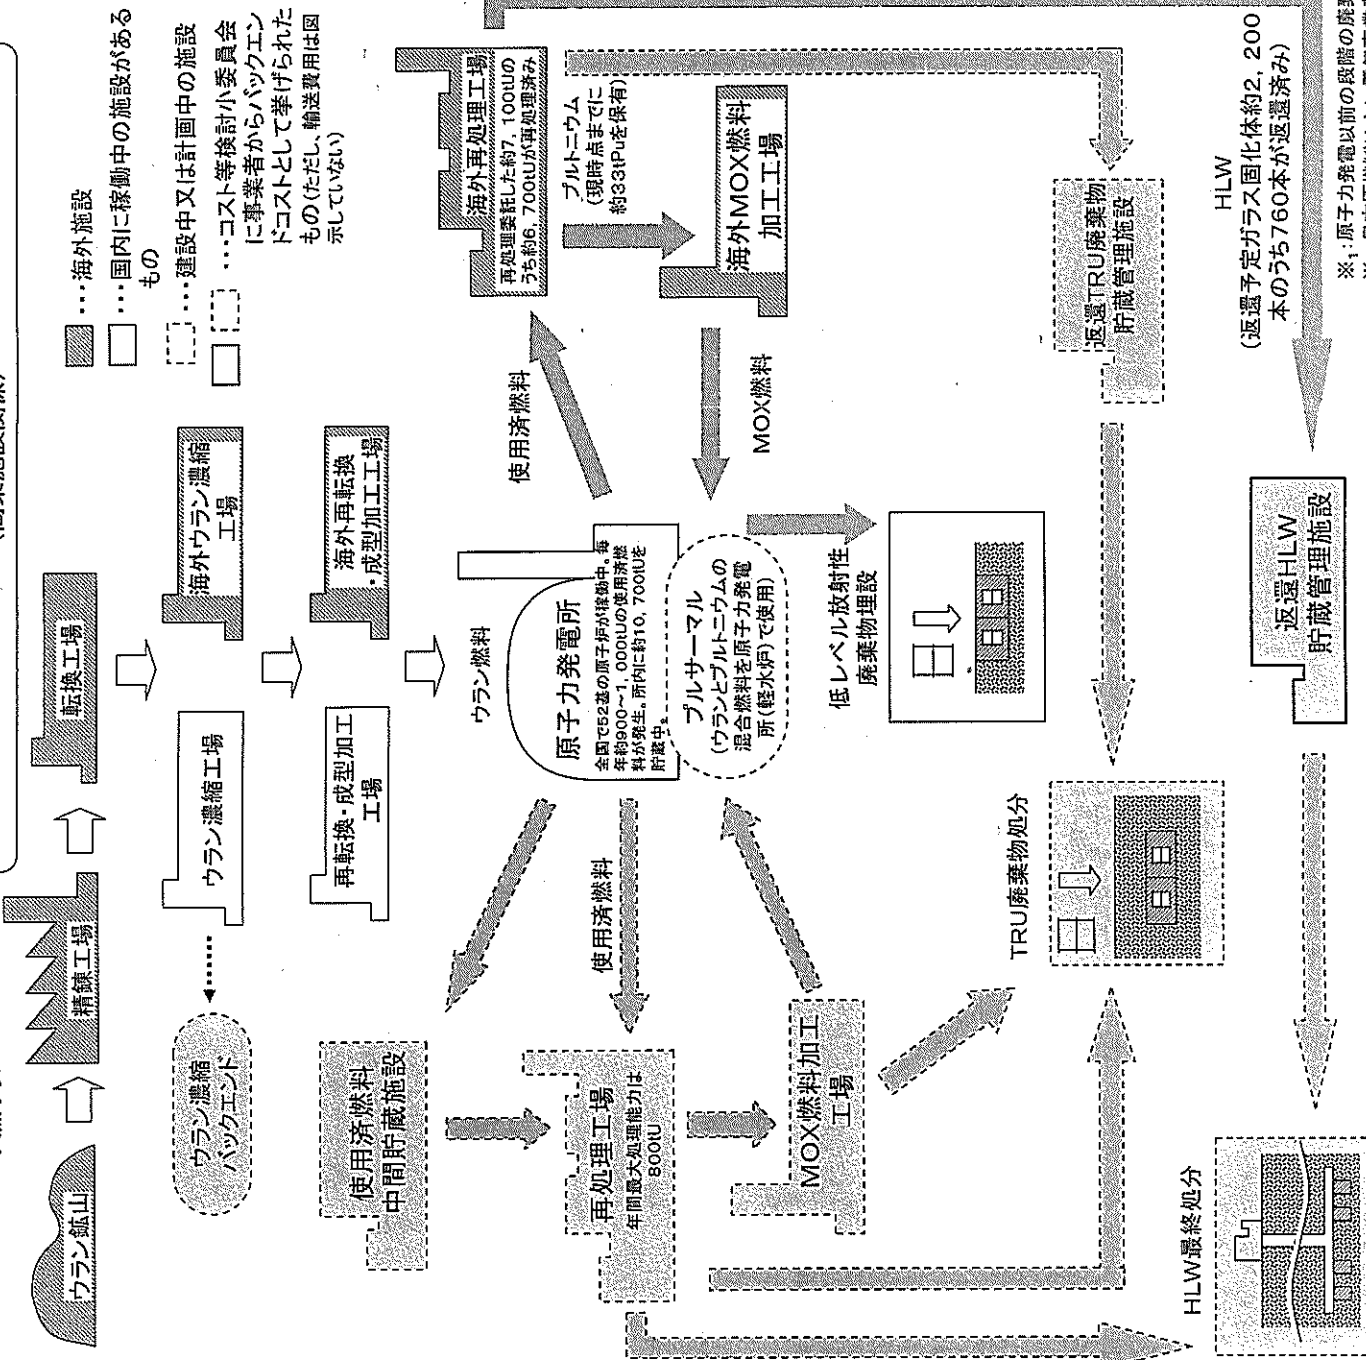 ウラン鉱山
精錬工場
転換工場
ウラン濃縮
バックエンド
ウラン濃縮工場
海外ウラン濃縮
工場
再転換・成型加工
工場
海外再転換
・成型加工工場
…海外施設
…国内に稼働中の施設がある
もの
…建設中又は計画中の施設
…コスト等検討小委員会
に事業者からバックエン
ドコストとして挙げられた
もの(ただし、輸送費用は図
示していない)
ウラン燃料
原子力発電所
全国で52基の原子炉が稼働中。毎
年約900~1,000tUの使用済燃
料が発生。所内に約10,700tUを
貯蔵中。
プルサーマル
(ウランとプルトニウムの
混合燃料を原子力発電
所(軽水炉)で使用)
使用済燃料
中間貯蔵施設
使用済燃料
再処理工場
年間最大処理能力は
800tU
MOX燃料加工
工場
使用済燃料
海外再処理工場
再処理委託した約7,100tUの
うち約6,700tUが再処理済み
プルトニウム
(現時点までに
約33tPuを保有)
海外MOX燃料
加工工場
MOX燃料
低レベル放射性
廃棄物埋設
TRU廃棄物処分
返還TRU廃棄物
貯蔵管理施設
HLW最終処分
返還HLW
貯蔵管理施設
HLW
(返還予定ガラス固化体約2,200
本のうち760本が返還済み)
※1:原子力発電以前の段階の廃